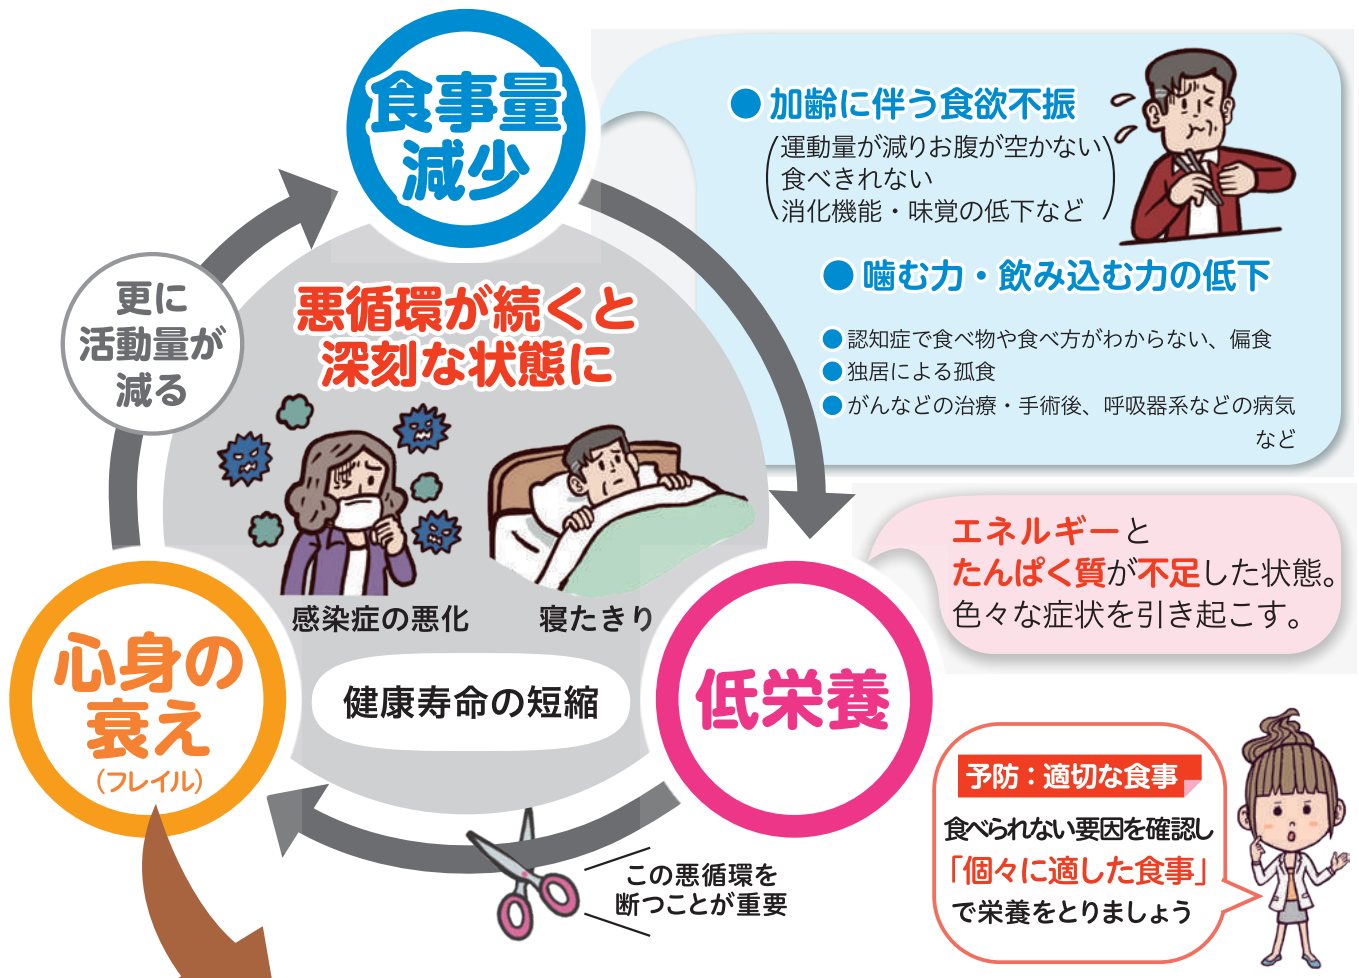 食事量
減少
●加齢に伴う食欲不振
(運動量が減りお腹が空かない
食べきれない
消化機能・味覚の低下など)
●噛む力・飲み込む力の低下
●認知症で食べ物や食べ方がわからない、偏食
●独居による孤食
●がんなどの治療・手術後、呼吸器系などの病気
など
更に
活動量が
減る
悪循環が続くと
深刻な状態に
感染症の悪化
寝たきり
健康寿命の短縮
エネルギーと
たんぱく質が不足した状態。
色々な症状を引き起こす。
低栄養
心身の
衰え
(フレイル)
この悪循環を
断つことが重要
予防:適切な食事
食べられない要因を確認し
「個々に適した食事」
で栄養をとりましょう